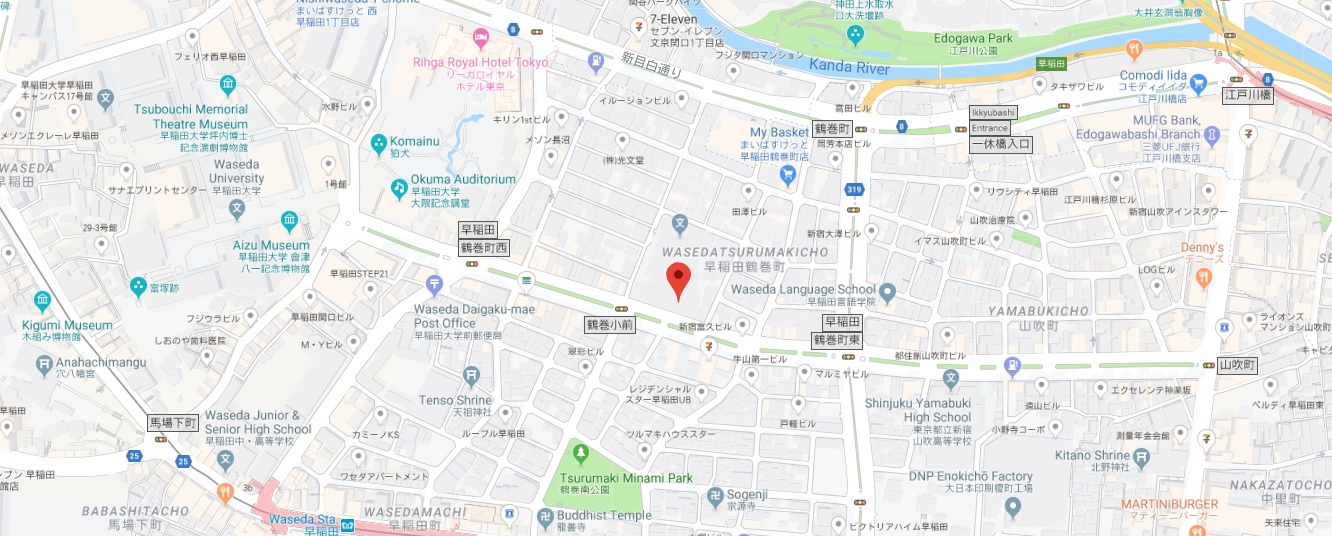 まいばすけっと 西
早稲田1丁目店
フェリオ西早稲田
早稲田大学早稲田
キャンパス17号館
メゾンエクレーレ早稲田
Tsubouchi Memorial
Theatre Museum
早稲田大学坪内博士
記念演劇博物館
水野ビル
WASEDA
早稲田
サナエプリントセンター
Waseda
University
早稲田大学
1号館
29-3号館
Aizu Museum
早稲田大学 會津
八一記念博物館
富塚跡
早稲田STEP21
Kigumi Museum
木組み博物館
フジウラビル
早稲田関口ビル
しおのや歯科医院
M・Yビル
Anahachimangu
穴八幡宮
馬場下町
Waseda Junior &
Senior High School
早稲田中・高等学校
カミーノKS
25
25
3b
ワセダアパートメント
BABASHITACHO
馬場下町
Waseda Sta.
早稲田
WASEDAMACHI
早稲田町
8
Rihga Royal Hotel Tokyo
リーガロイヤル
ホテル東京
7-Eleven
セブン-イレブン
文京関口1丁目店
新目白通り
フジタ関口マンション
キリン1stビル
イルージョンビル
メゾン長沼
Komainu
狛犬
(株)光文堂
Okuma Auditorium
早稲田大学
大隈記念講堂
早稲田
鶴巻町西
Waseda Daigaku-mae
Post Office
早稲田大学前郵便局
鶴巻小前
翠彩ビル
Tenso Shrine
天祖神社
ルーブル早稲田
レジデンシャル
スター早稲田UB
ツルマキハウススター
Tsurumaki Minami Park
鶴巻南公園
Buddhist Temple
龍善寺
Sogenji
宗源寺
神田上水取水
口大洗堰跡
Edogawa Park
江戸川公園
Kanda River
大井玄洞翁胸像
1a
早稲田
高田ビル
タキザワビル
Comodi Iida
コモディイイダ
江戸川橋店
8
江戸川橋
My Basket
まいばすけっと
早稲田鶴巻町店
鶴巻町
岡芳本店ビル
8
Ikkyubashi
Entrance
一休橋入口
MUFG Bank,
Edogawabashi Branch
三菱UFJ銀行
江戸川橋支店
319
田澤ビル
リヴシティ早稲田
江戸川橋杉原ビル
山吹治療院
新宿山吹アインスタワー
新宿大澤ビル
イマス山吹町ビル
WASEDATSURUMAKICHO
早稲田鶴巻町
Denny's
デニーズ
LOGビル
Waseda Language School
早稲田言語学院
YAMABUKICHO
山吹町
新宿富久ビル
早稲田
鶴巻町東
ライオンズ
マンション山吹町
牛山第一ビル
都住創山吹町ビル
山吹町
マルミヤビル
Shinjuku Yamabuki
High School
東京都立新宿
山吹高等学校
エクセレンテ神楽坂
遠山ビル
ベルディ早稲田東
戸軽ビル
小野寺コーポ
測量年金会館
Kitano Shrine
北野神社
DNP-Enokichō Factory
大日本印刷榎町工場
MARTINIBURGER
マティーニバーガー
NAKAZATOCHO
中里町
矢来住宅
ビクトリアハイム早稲田